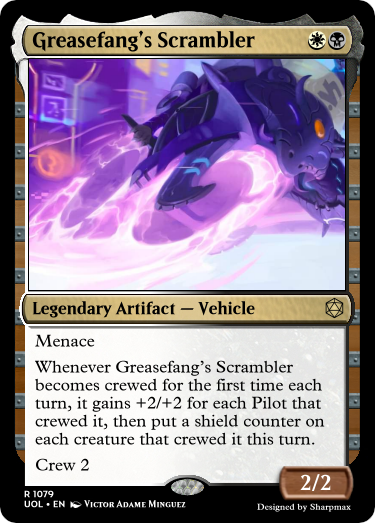 Greasefang's Scrambler
Legendary Artifact — Vehicle
Menace
Whenever Greasefang's Scrambler
becomes crewed for the first time each
turn, it gains +2/+2 for each Pilot that
crewed it, then put a shield counter on
each creature that crewed it this turn.
Crew 2
2/2
R 1079
UOL • EN Victor Adame Minguez
Designed by Sharpmax